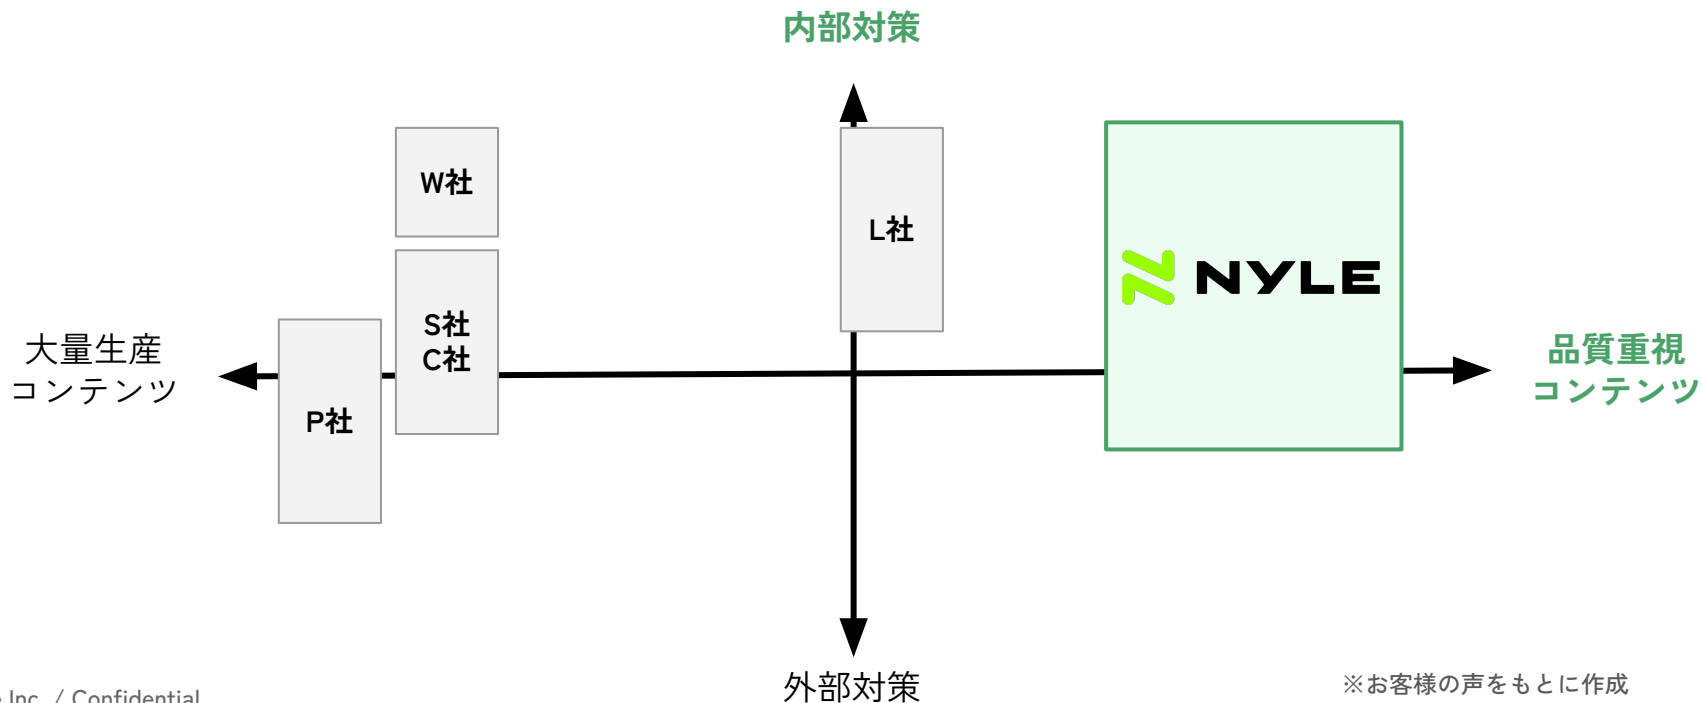 内部対策
W社
L社
NYLE
S社
C社
大量生産
コンテンツ
品質重視
コンテンツ
P社
外部対策
※お客様の声をもとに作成
Inc. / Confidential